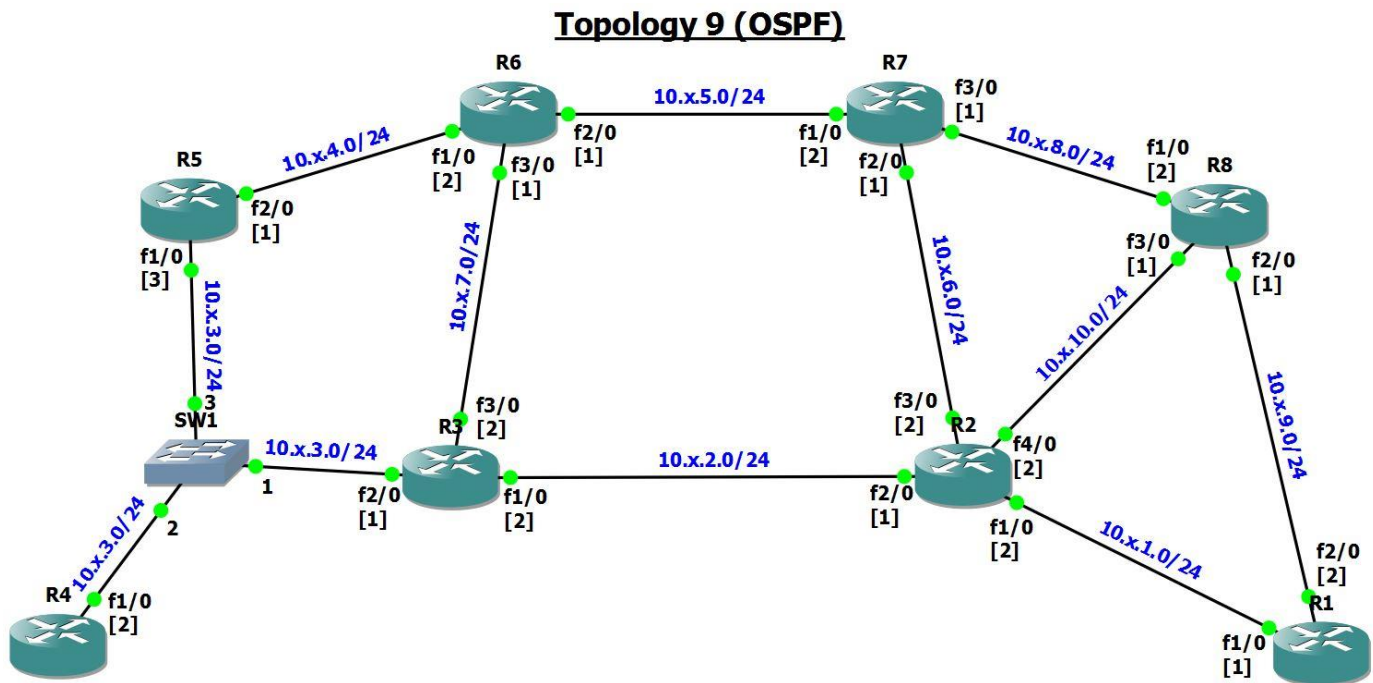 Topology 9 (OSPF)
R6
R7
10.x.5.0/24
f3/0
[1]
10.x.4.0/24
f1/0
[2]
f2/0
[1]
f1/0
[2]
f3/0
[1]
f2/0
[1]
10.x.8.0/24
f1/0
[2]
R8
R5
f2/0
[1]
f1/0
[3]
10.x.7.0/24
10.x.6.0/24
f3/0
[1]
f2/0
[1]
10.x.3.0/24
10.x.10.0/24
3
SW1
f3/0
[2]
R3
f3/0
[2]
R2
10.x.9.0/24
10.x.3.0/24
10.x.2.0/24
f4/0
[2]
1
f2/0
[1]
f1/0
[2]
f2/0
[1]
f1/0
[2]
2
10.x.3.0/24
10.x.1.0/24
R4
f1/0
[2]
f2/0
[2]
R1
f1/0
[1]